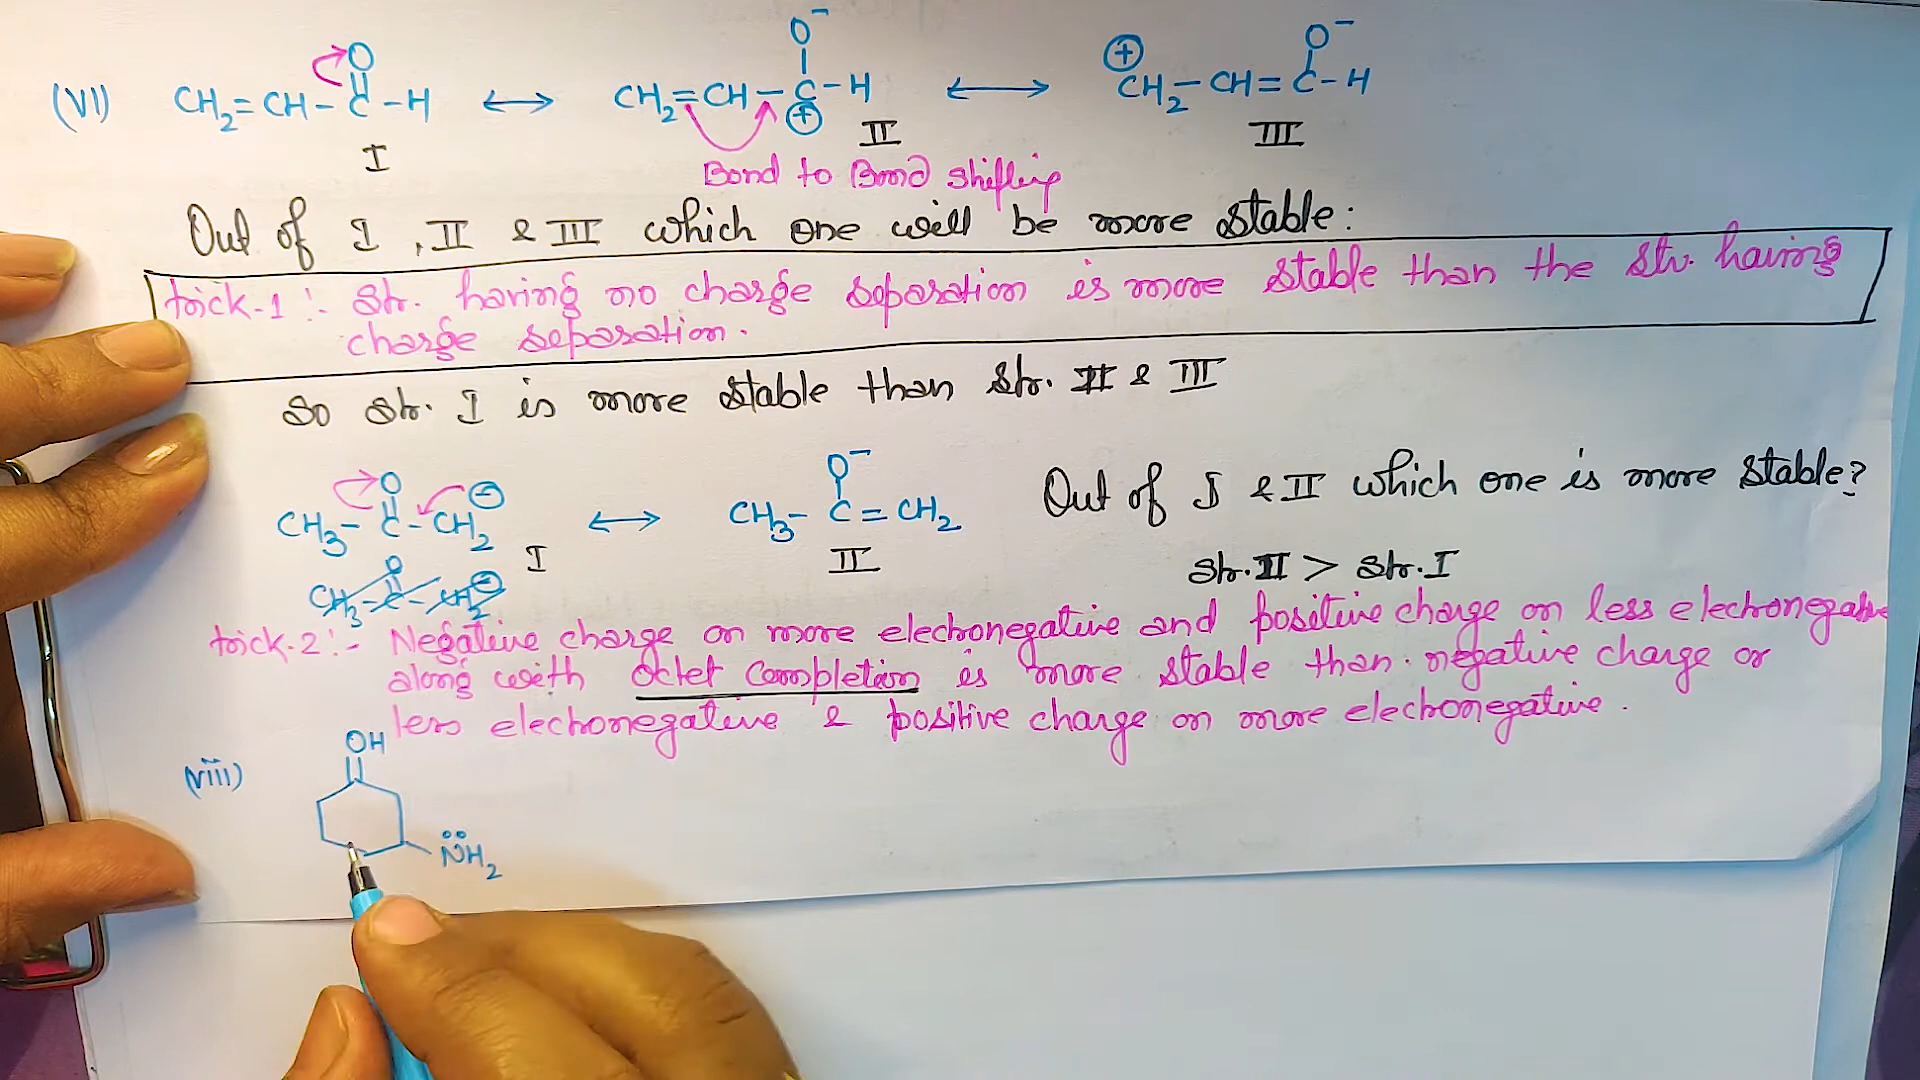 (VI) CH₂=CH-C(=O)-H ↔ CH₂=CH-C⊕(O⁻)-H ↔ ⊕CH₂-CH=C(O⁻)-H
I II III
Bond to Bond shifting
Out of I, II & III which one will be more stable:
trick-1:- Str. having no charge separation is more stable than the str. having
charge separation.
So str. I is more stable than str. II & III
CH₃-C(=O)-CH₂⊖ ↔ CH₃-C(O⁻)=CH₂ Out of I & II which one is more stable?
I II
Str.II > Str.I
trick-2:- Negative charge on more electronegative and positive charge on less electronegative
along with Octet Completion is more stable than negative charge or
less electronegative & positive charge on more electronegative.
(viii) OH
N̈H₂